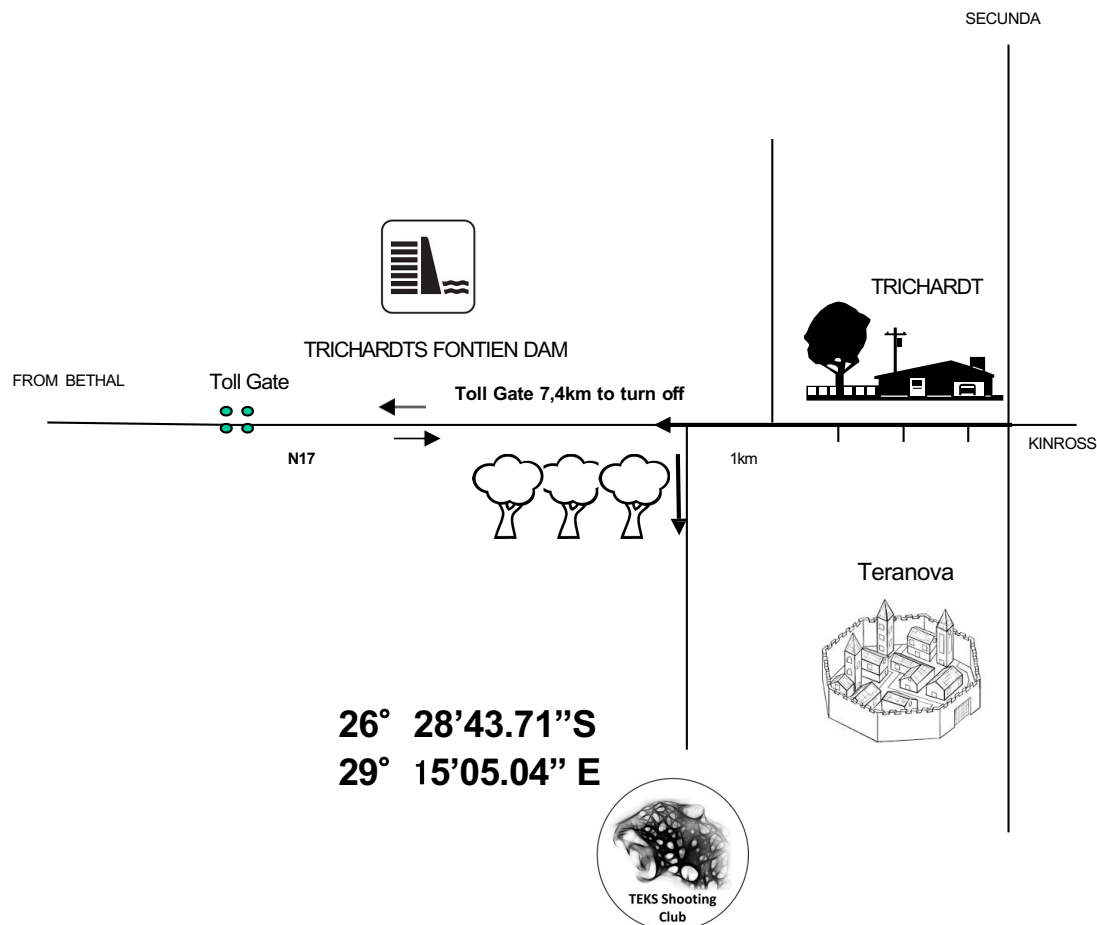 SECUNDA
TRICHARDT
TRICHARDTS FONTIEN DAM
FROM BETHAL
Toll Gate
Toll Gate 7,4km to turn off
KINROSS
N17
1km
Teranova
26° 28’43.71”S
29° 15’05.04” E
TEKS Shooting
Club